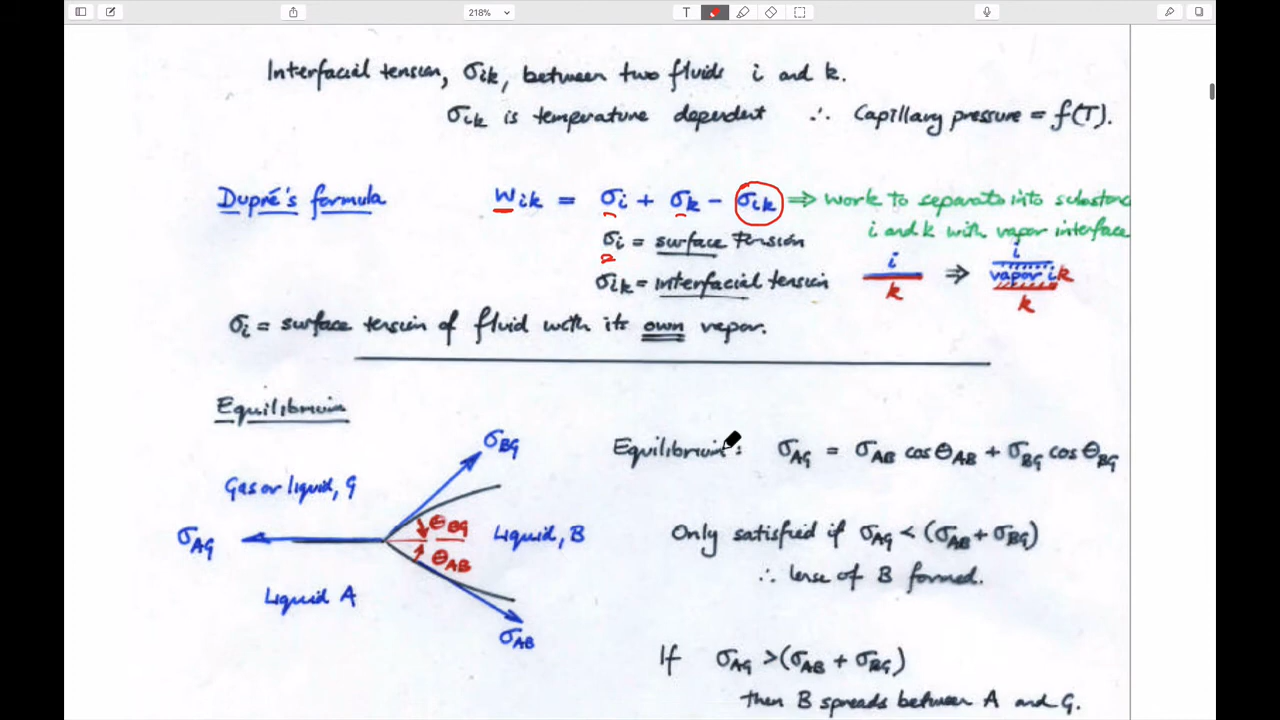 218%
T
Interfacial tension, σik, between two fluids i and k.
σik is temperature dependent ∴ Capillary pressure = f(T).
Dupré's formula Wik = σi + σk - σik ⇒ work to separate into substanc
i and k with vapor interface
σi = surface tension
σik = interfacial tension
i
k
⇒
i
vapor ik
k
σi = surface tension of fluid with its own vapor.
Equilibrium
σBG
Equilibrium: σAG = σAB cos θAB + σBG cos θBG
Gas or liquid, G
σAG
θBG
Liquid, B
θAB
Only satisfied if σAG < (σAB + σBG)
∴ lense of B formed.
Liquid A
σAB
If σAG > (σAB + σBG)
then B spreads between A and G.